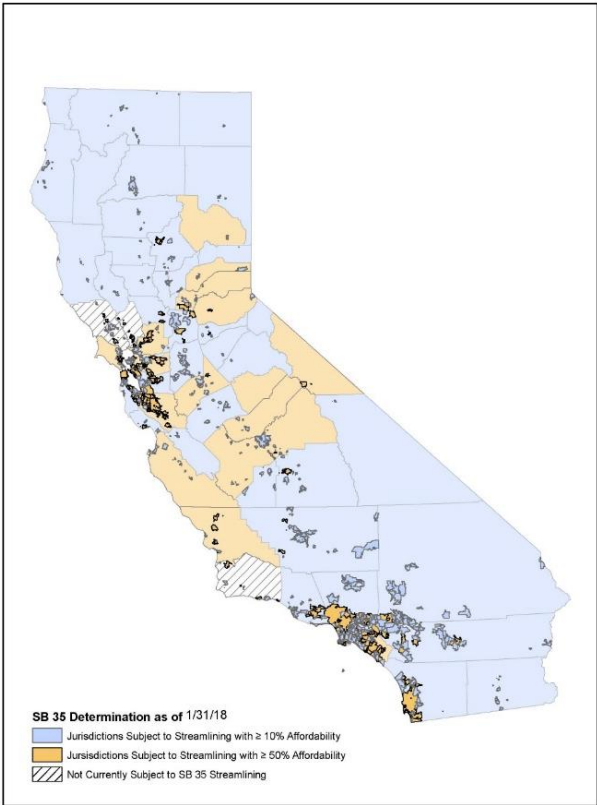 SB 35 Determination as of 1/31/18
Jurisdictions Subject to Streamlining with ≥ 10% Affordability
Jursisdictions Subject to Streamlining with ≥ 50% Affordability
Not Currently Subject to SB 35 Streamlining